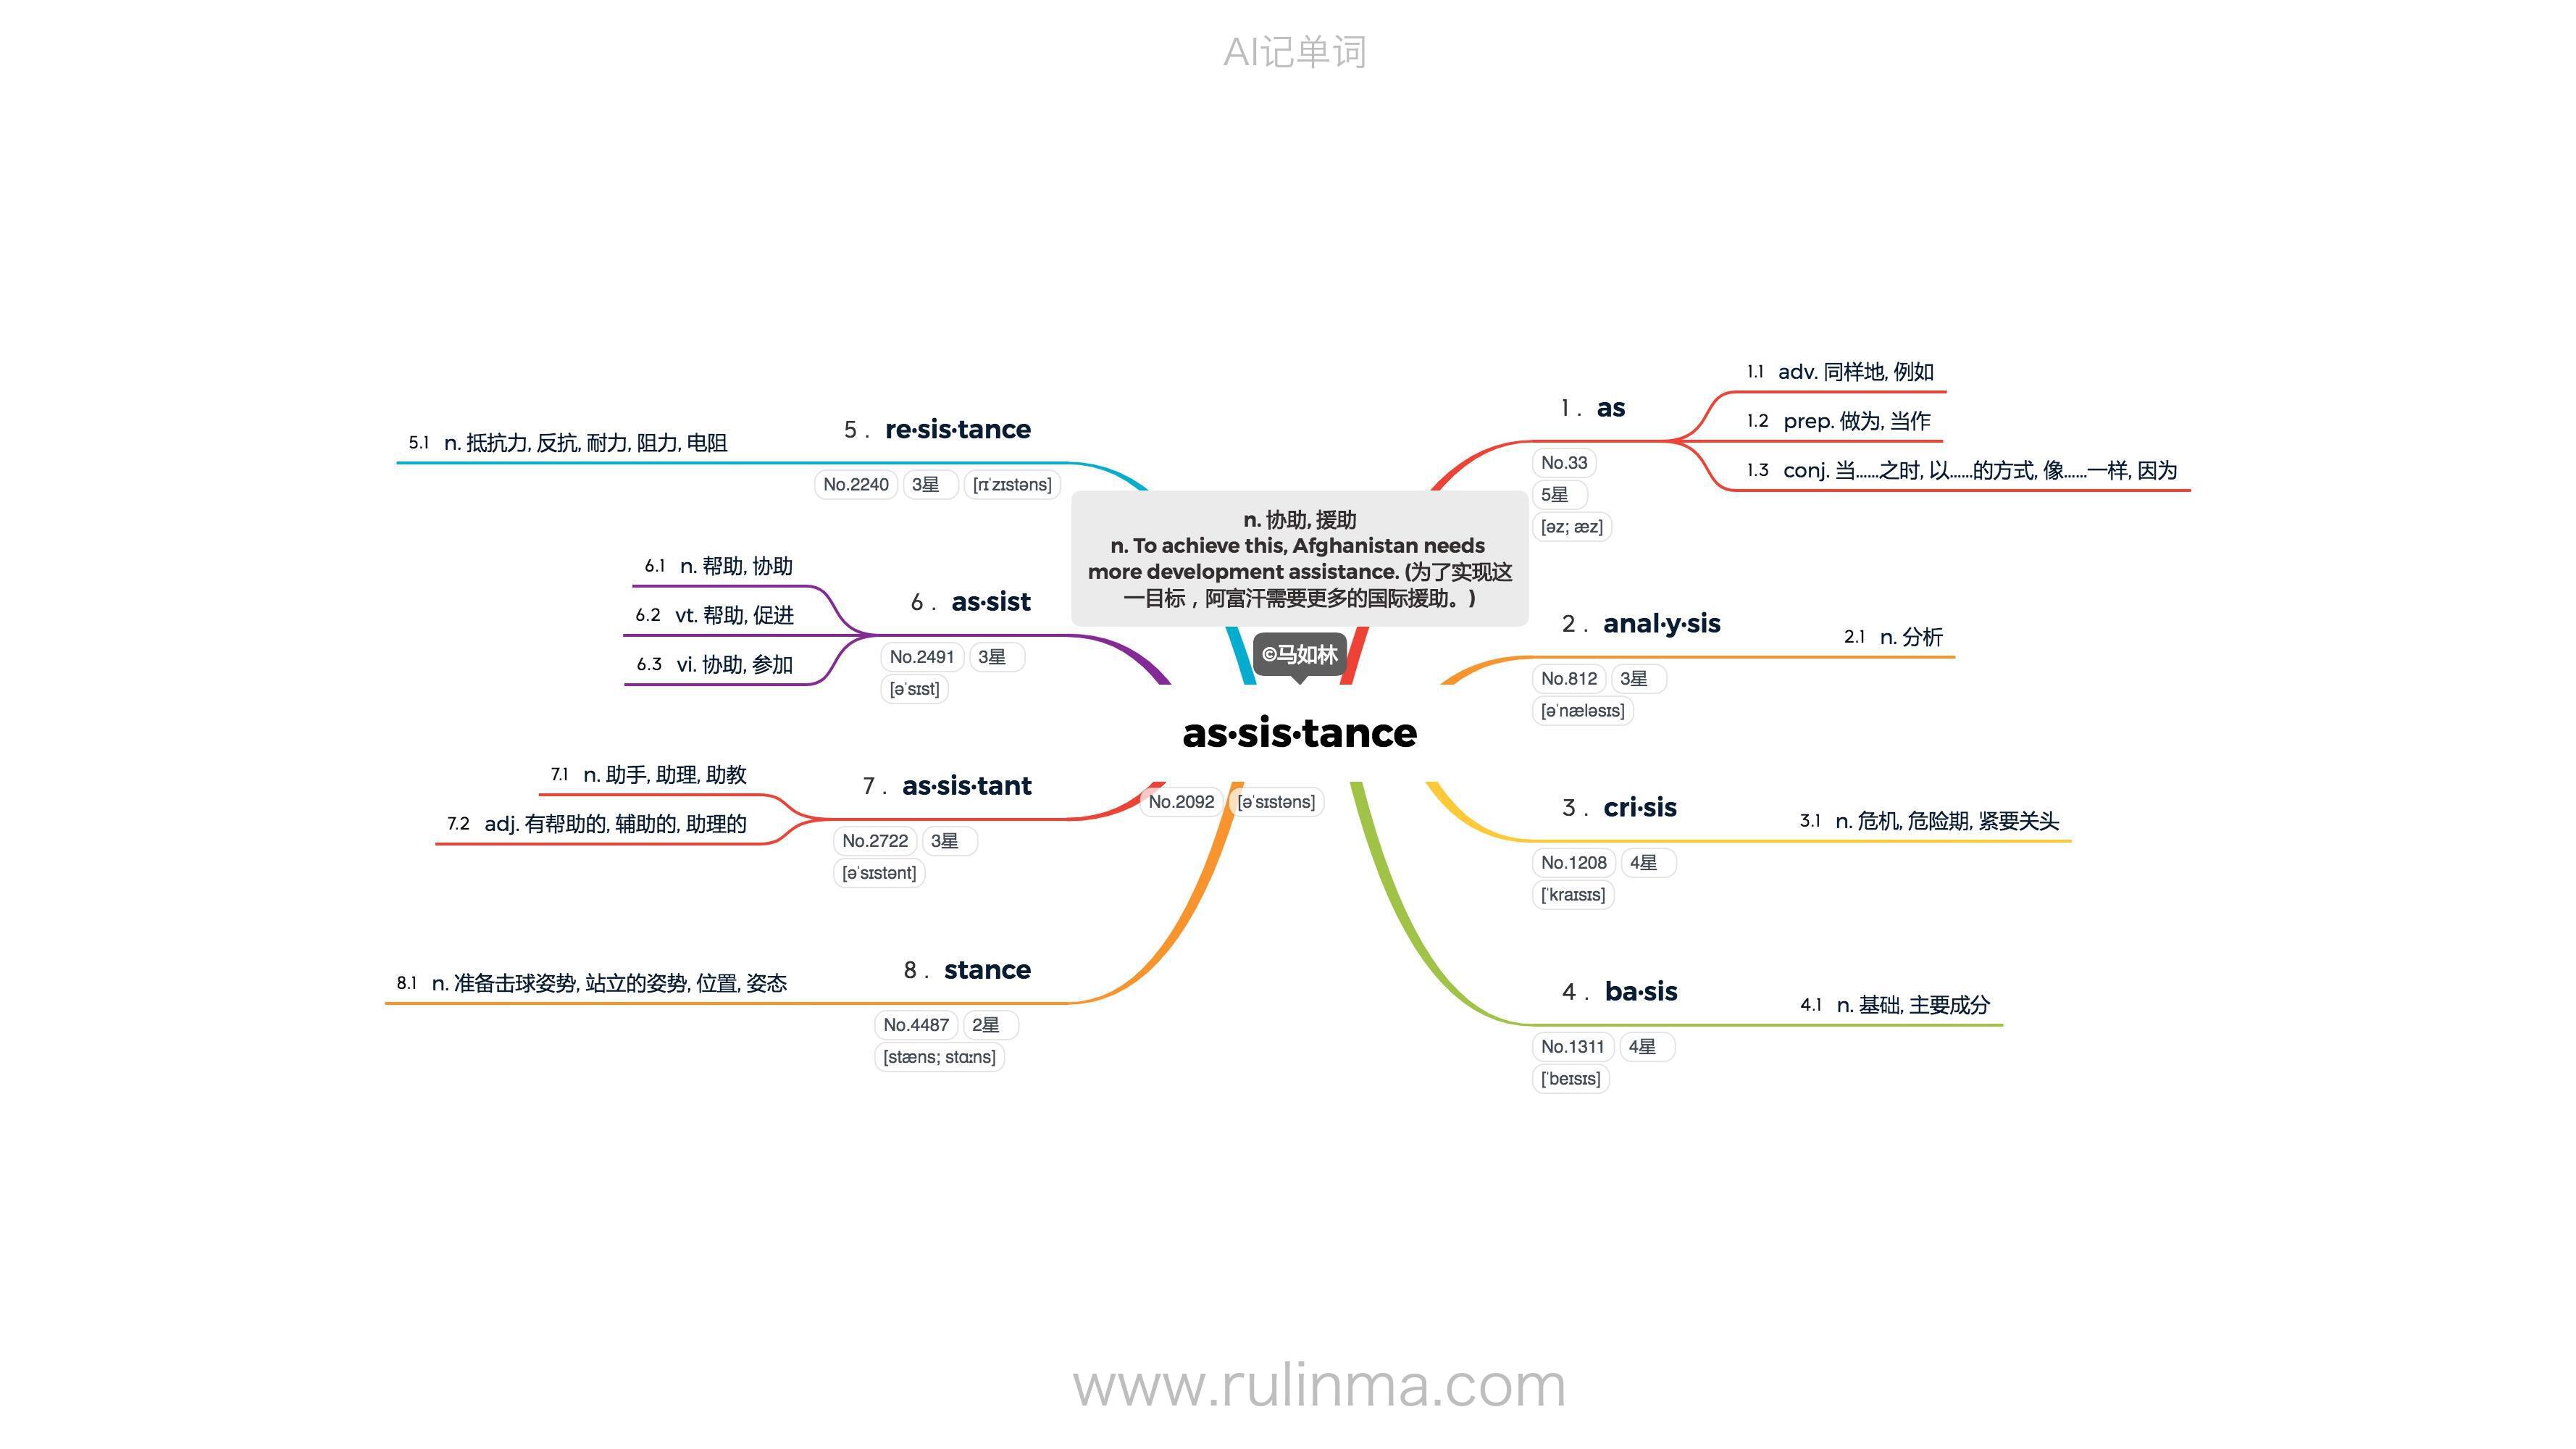 AI记单词
n. 协助, 援助
n. To achieve this, Afghanistan needs
more development assistance. (为了实现这
一目标，阿富汗需要更多的国际援助。)
©马如林
as·sis·tance
No.2092 [əˈsɪstəns]
1. as
No.33
5星
[əz; æz]
1.1 adv. 同样地, 例如
1.2 prep. 做为, 当作
1.3 conj. 当......之时, 以......的方式, 像......一样, 因为
2. anal·y·sis
No.812 3星
[əˈnæləsɪs]
2.1 n. 分析
3. cri·sis
No.1208 4星
[ˈkraɪsɪs]
3.1 n. 危机, 危险期, 紧要关头
4. ba·sis
No.1311 4星
[ˈbeɪsɪs]
4.1 n. 基础, 主要成分
5. re·sis·tance
No.2240 3星 [rɪˈzɪstəns]
5.1 n. 抵抗力, 反抗, 耐力, 阻力, 电阻
6. as·sist
No.2491 3星
[əˈsɪst]
6.1 n. 帮助, 协助
6.2 vt. 帮助, 促进
6.3 vi. 协助, 参加
7. as·sis·tant
No.2722 3星
[əˈsɪstənt]
7.1 n. 助手, 助理, 助教
7.2 adj. 有帮助的, 辅助的, 助理的
8. stance
No.4487 2星
[stæns; stɑːns]
8.1 n. 准备击球姿势, 站立的姿势, 位置, 姿态
www.rulinma.com